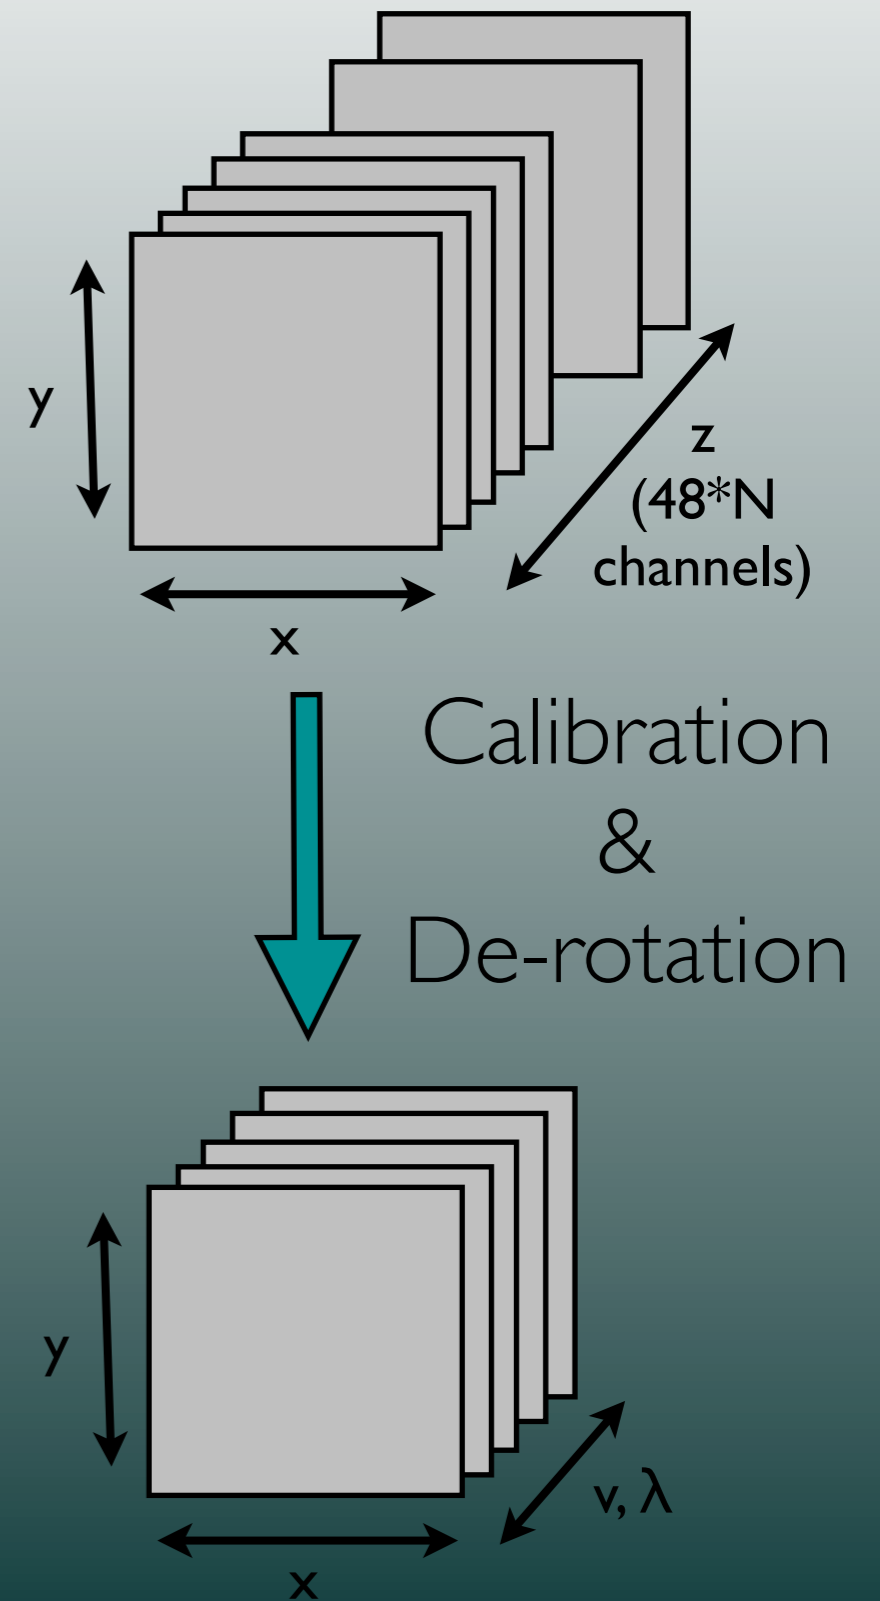 y
z
(48*N
channels)
x
Calibration
&
De-rotation
y
v, λ
x